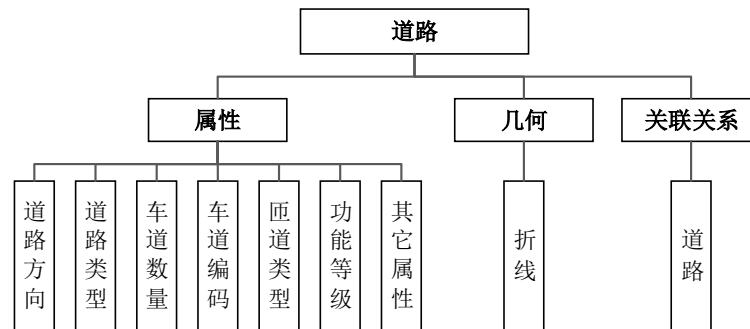 道路
属性
几何
关联关系
道路方向
道路类型
车道数量
车道编码
匝道类型
功能等级
其它属性
折线
道路